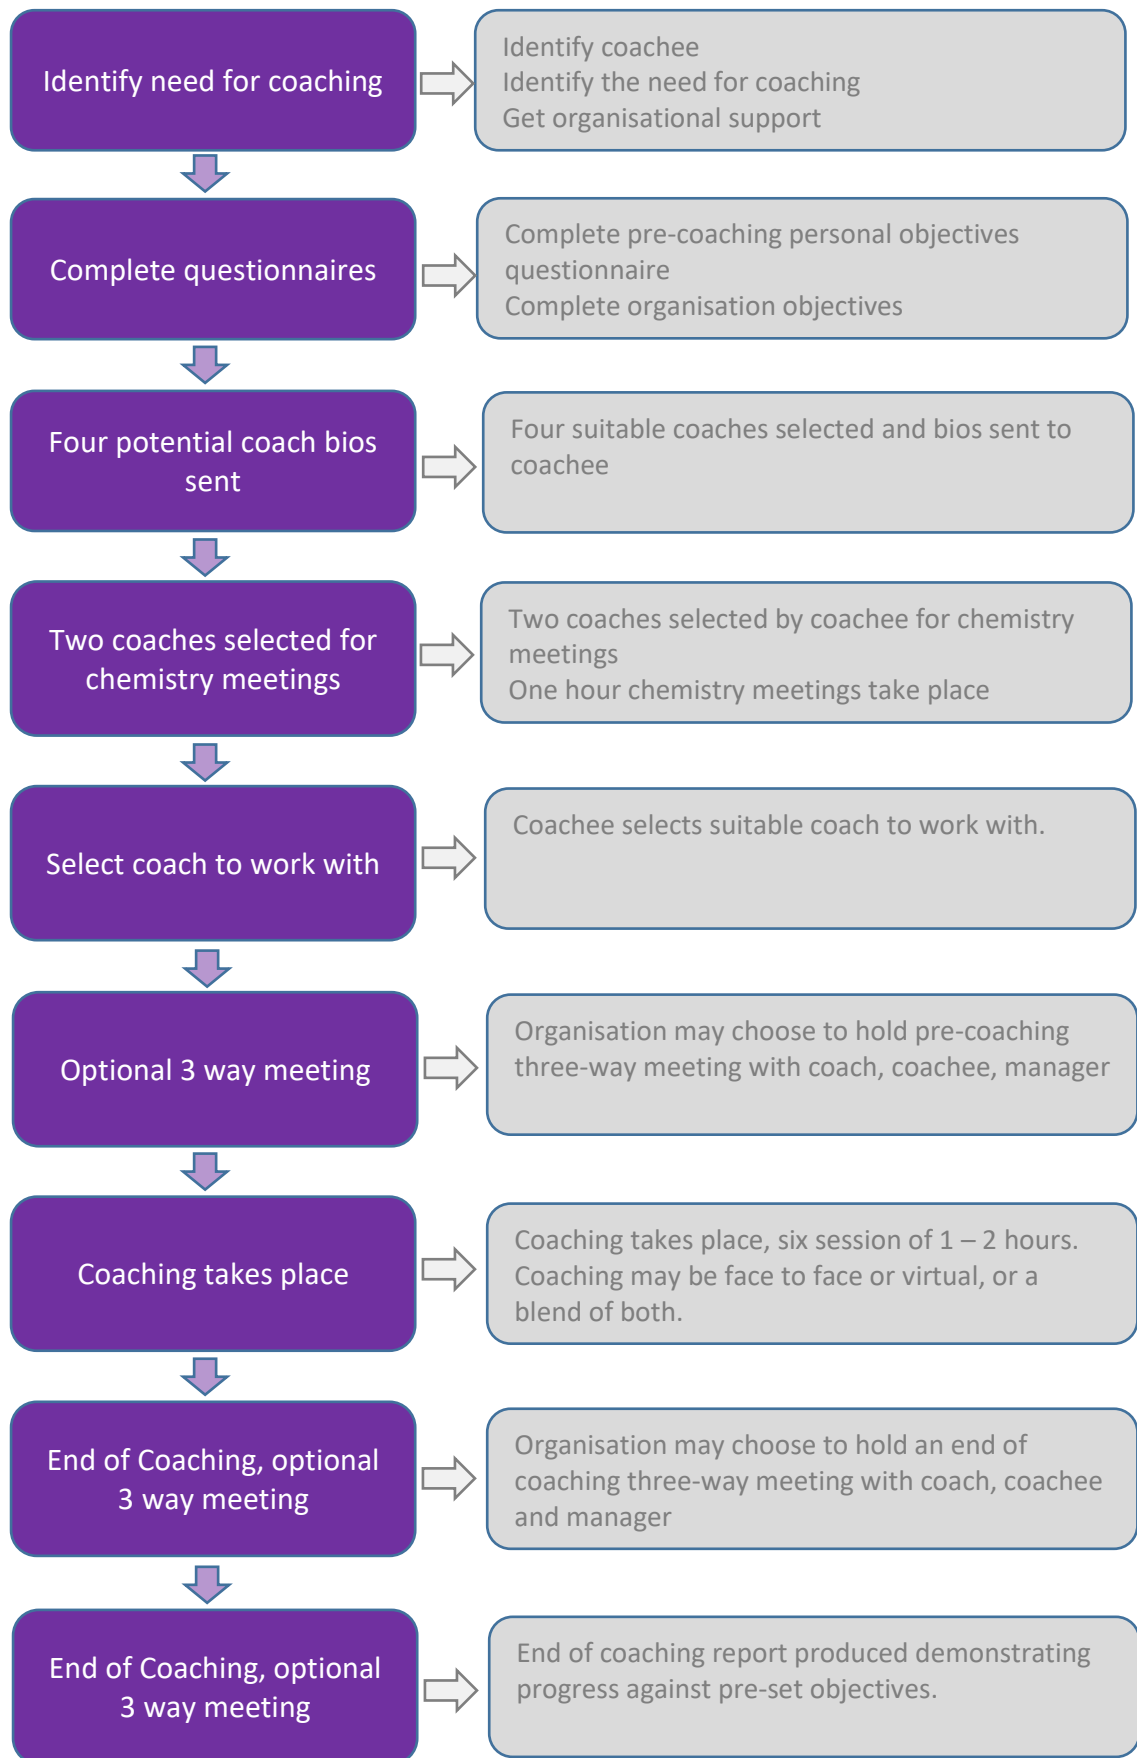 Identify need for coaching
Identify coachee
Identify the need for coaching
Get organisational support
Complete questionnaires
Complete pre-coaching personal objectives
questionnaire
Complete organisation objectives
Four potential coach bios
sent
Four suitable coaches selected and bios sent to
coachee
Two coaches selected for
chemistry meetings
Two coaches selected by coachee for chemistry
meetings
One hour chemistry meetings take place
Select coach to work with
Coachee selects suitable coach to work with.
Optional 3 way meeting
Organisation may choose to hold pre-coaching
three-way meeting with coach, coachee, manager
Coaching takes place
Coaching takes place, six session of 1 – 2 hours.
Coaching may be face to face or virtual, or a
blend of both.
End of Coaching, optional
3 way meeting
Organisation may choose to hold an end of
coaching three-way meeting with coach, coachee
and manager
End of Coaching, optional
3 way meeting
End of coaching report produced demonstrating
progress against pre-set objectives.